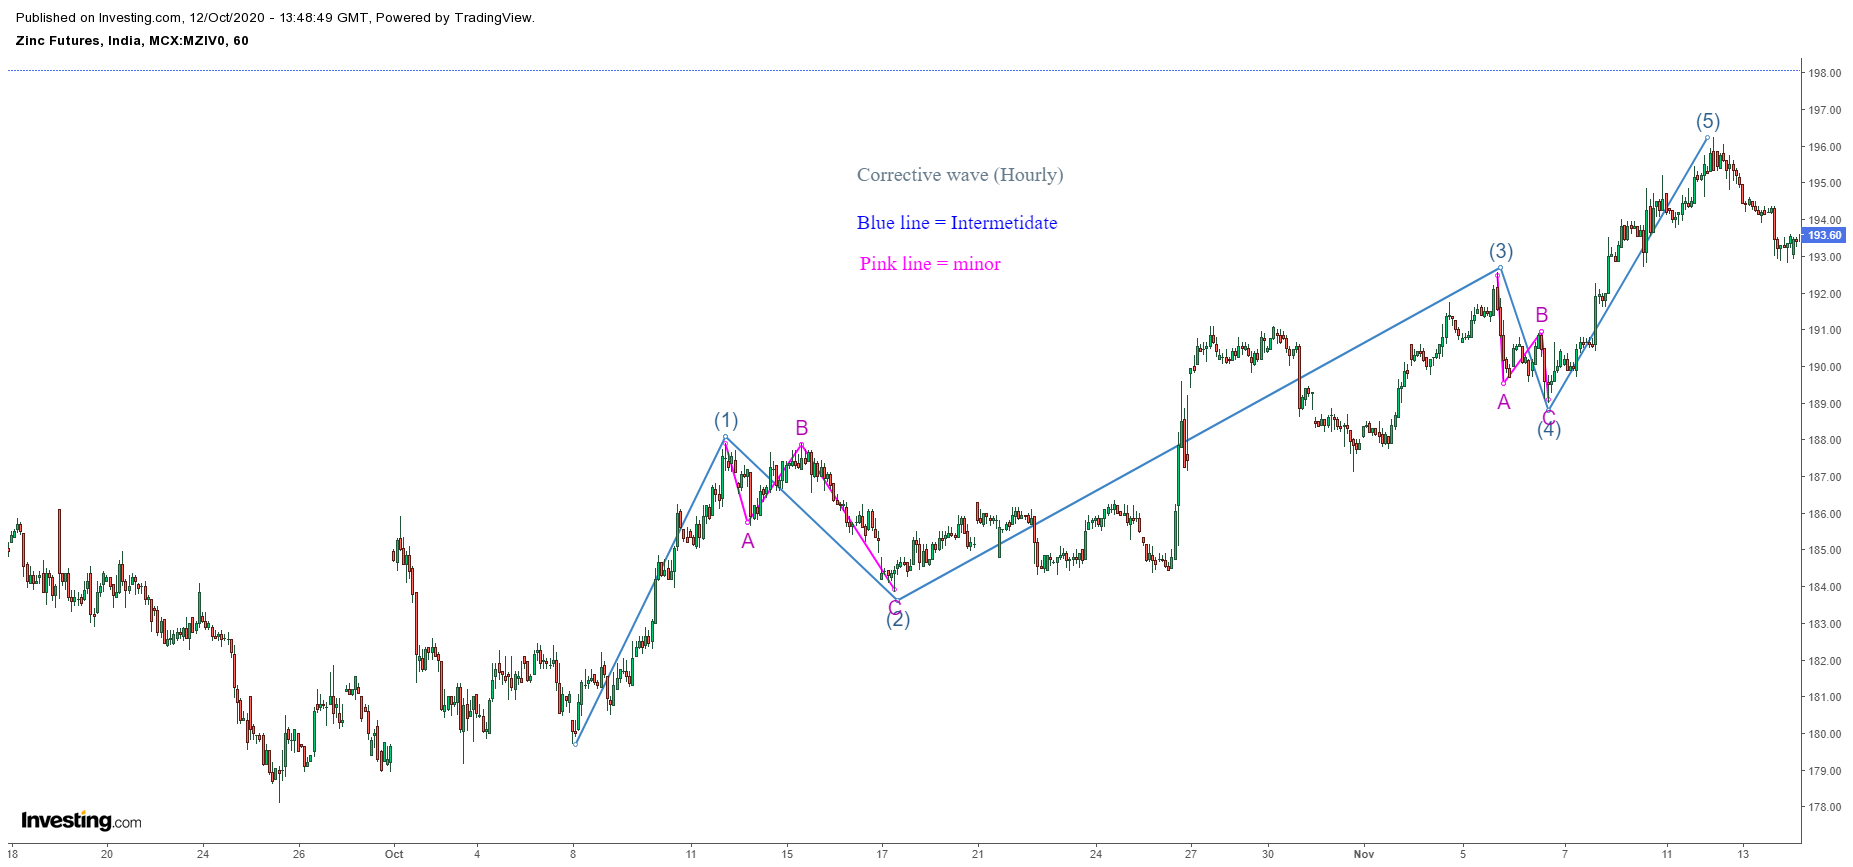 Published on Investing.com, 12/Oct/2020 - 13:48:49 GMT, Powered by TradingView.
Zinc Futures, India, MCX:MZIV0, 60
198.00
197.00
(5)
196.00
Corrective wave (Hourly)
195.00
Blue line = Intermetidate
194.00
193.60
(3)
193.00
Pink line = minor
192.00
B
191.00
190.00
A
189.00
(1)
C
B
(4)
188.00
187.00
186.00
A
185.00
184.00
C
(2)
183.00
182.00
181.00
180.00
179.00
178.00
Investing.com
18 20 24 26 Oct 4 8 11 15 17 21 24 27 30 Nov 5 7 11 13